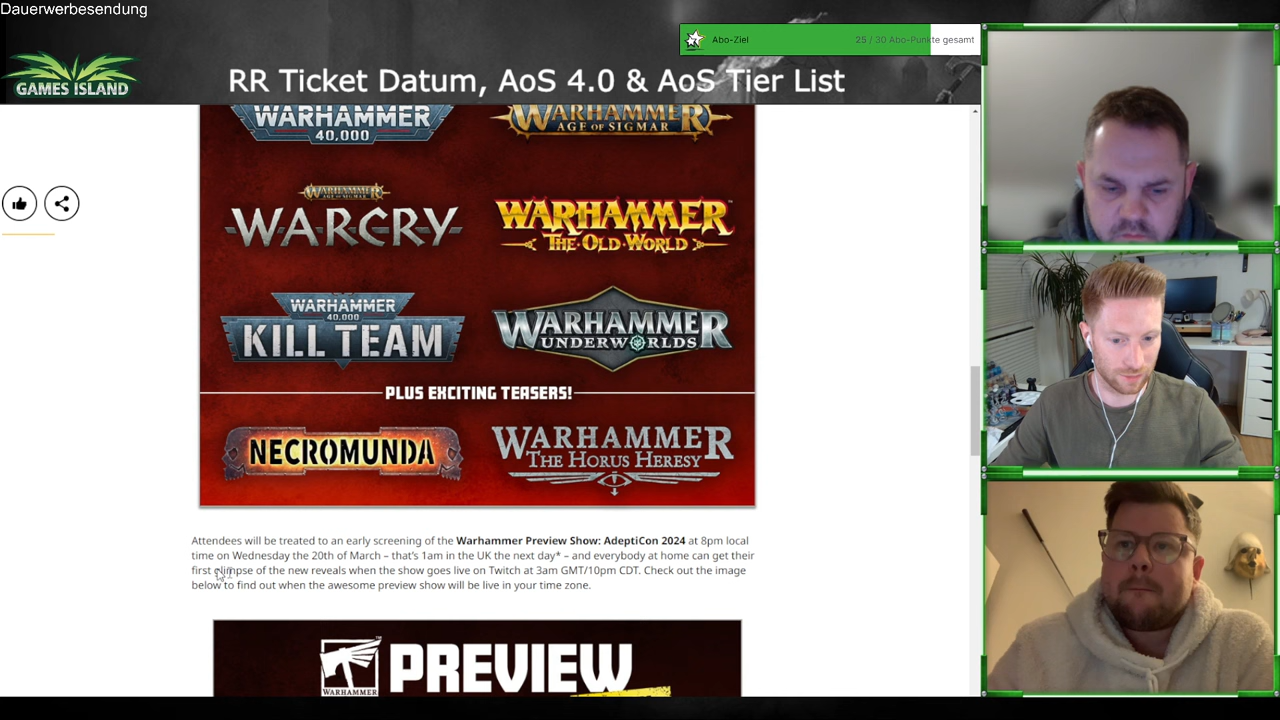 Dauerwerbesendung
Abo-Ziel
25 / 30 Abo-Punkte gesamt
GAMES ISLAND
RR Ticket Datum, AoS 4.0 & AoS Tier List
WARHAMMER
40,000
WARHAMMER
AGE OF SIGMAR
WARHAMMER
AGE OF SIGMAR
WARCRY
WARHAMMER
THE OLD WORLD
WARHAMMER
40,000
KILL TEAM
WARHAMMER
UNDERWORLDS
PLUS EXCITING TEASERS!
NECROMUNDA
WARHAMMER
THE HORUS HERESY
Attendees will be treated to an early screening of the Warhammer Preview Show: AdeptiCon 2024 at 8pm local
time on Wednesday the 20th of March – that's 1am in the UK the next day* – and everybody at home can get their
first glimpse of the new reveals when the show goes live on Twitch at 3am GMT/10pm CDT. Check out the image
below to find out when the awesome preview show will be live in your time zone.
WARHAMMER
PREVIEW